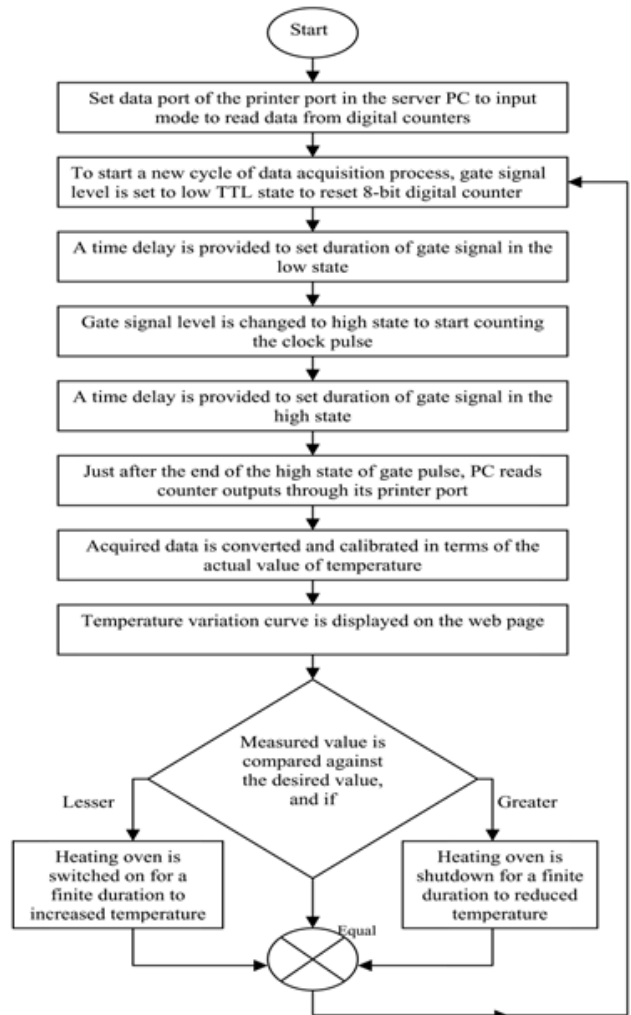 Start
Set data port of the printer port in the server PC to input
mode to read data from digital counters
To start a new cycle of data acquisition process, gate signal
level is set to low TTL state to reset 8-bit digital counter
A time delay is provided to set duration of gate signal in the
low state
Gate signal level is changed to high state to start counting
the clock pulse
A time delay is provided to set duration of gate signal in the
high state
Just after the end of the high state of gate pulse, PC reads
counter outputs through its printer port
Acquired data is converted and calibrated in terms of the
actual value of temperature
Temperature variation curve is displayed on the web page
Measured value is
compared against
the desired value,
and if
Lesser
Greater
Heating oven is
switched on for a
finite duration to
increased temperature
Heating oven is
shutdown for a finite
duration to reduced
temperature
Equal